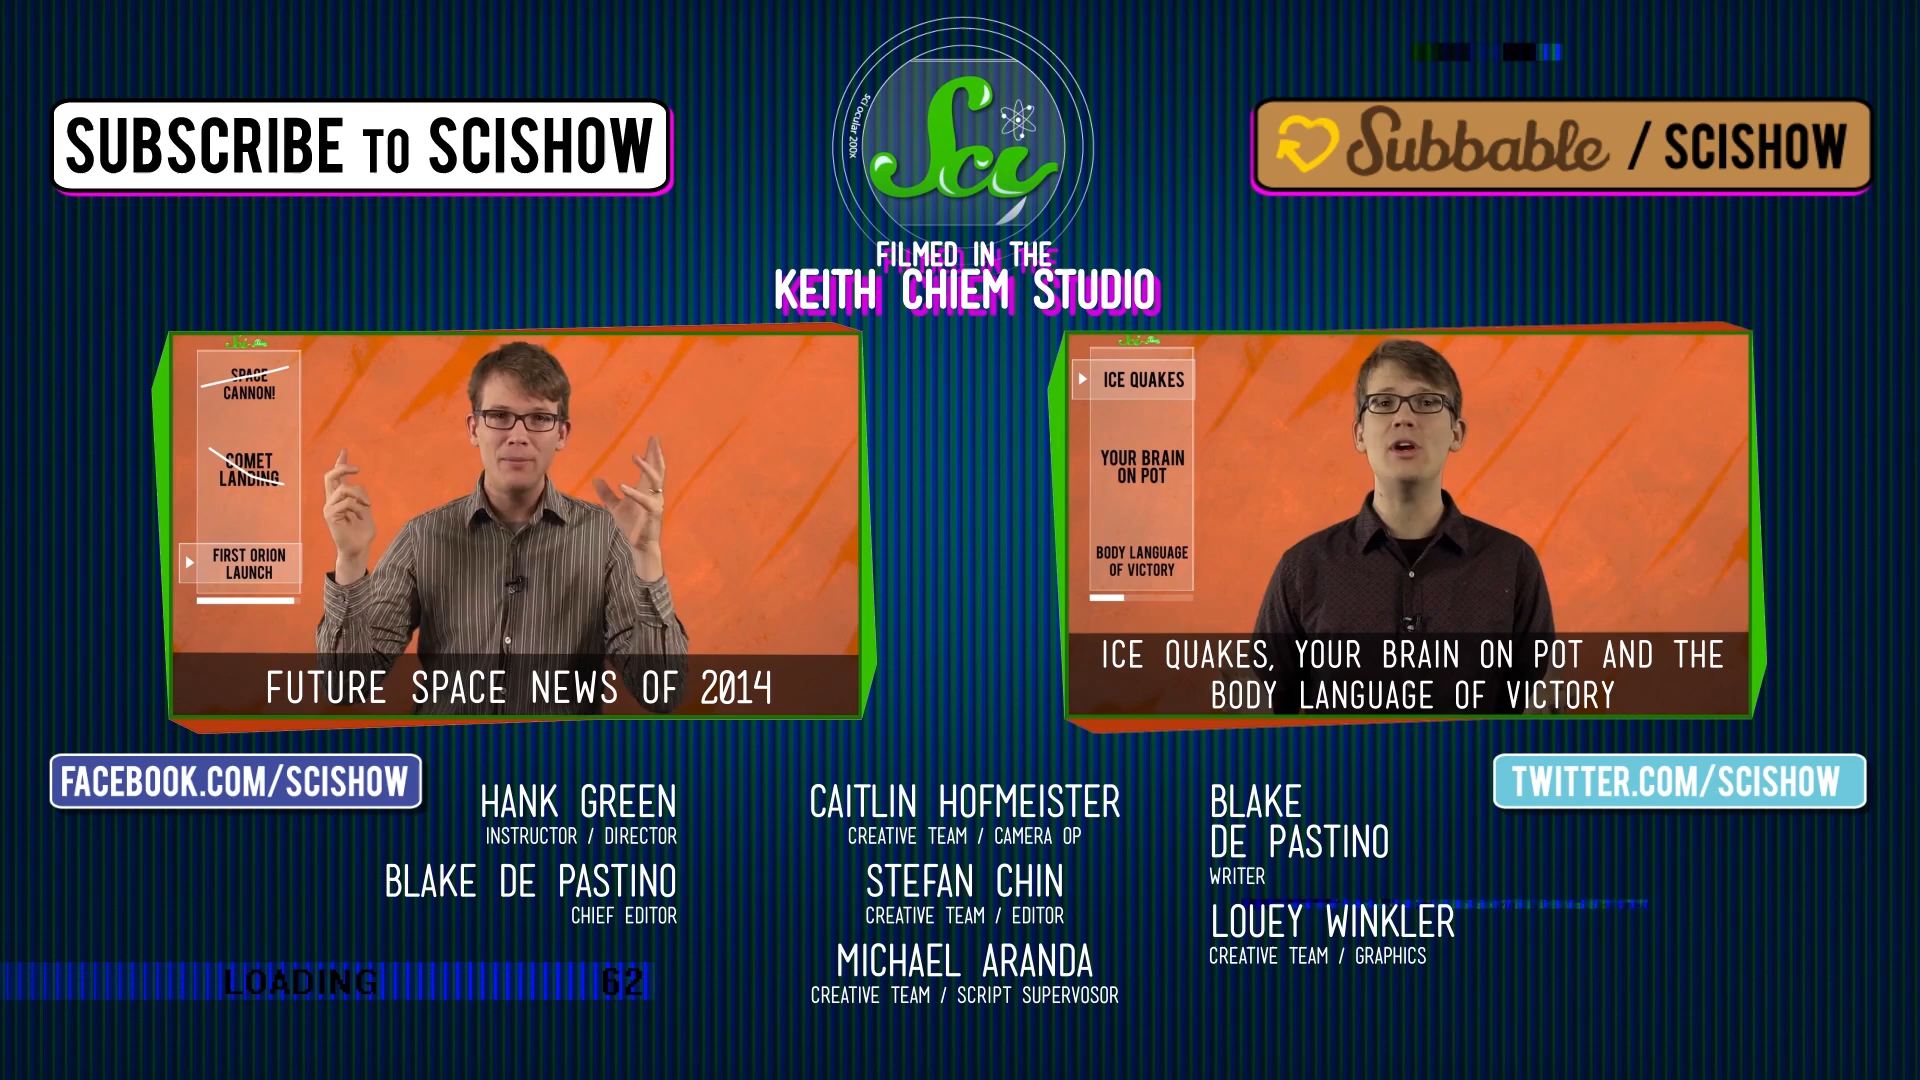 SUBSCRIBE TO SCISHOW
Sci
sci ocular 200x
Subbable / SCISHOW
FILMED IN THE
KEITH CHIEM STUDIO
SPACE
CANNON!
COMET
LANDING
FIRST ORION
LAUNCH
FUTURE SPACE NEWS OF 2014
ICE QUAKES
YOUR BRAIN
ON POT
BODY LANGUAGE
OF VICTORY
ICE QUAKES, YOUR BRAIN ON POT AND THE
BODY LANGUAGE OF VICTORY
FACEBOOK.COM/SCISHOW
TWITTER.COM/SCISHOW
HANK GREEN
INSTRUCTOR / DIRECTOR
BLAKE DE PASTINO
CHIEF EDITOR
CAITLIN HOFMEISTER
CREATIVE TEAM / CAMERA OP
STEFAN CHIN
CREATIVE TEAM / EDITOR
MICHAEL ARANDA
CREATIVE TEAM / SCRIPT SUPERVOSOR
BLAKE
DE PASTINO
WRITER
LOUEY WINKLER
CREATIVE TEAM / GRAPHICS
LOADING 62